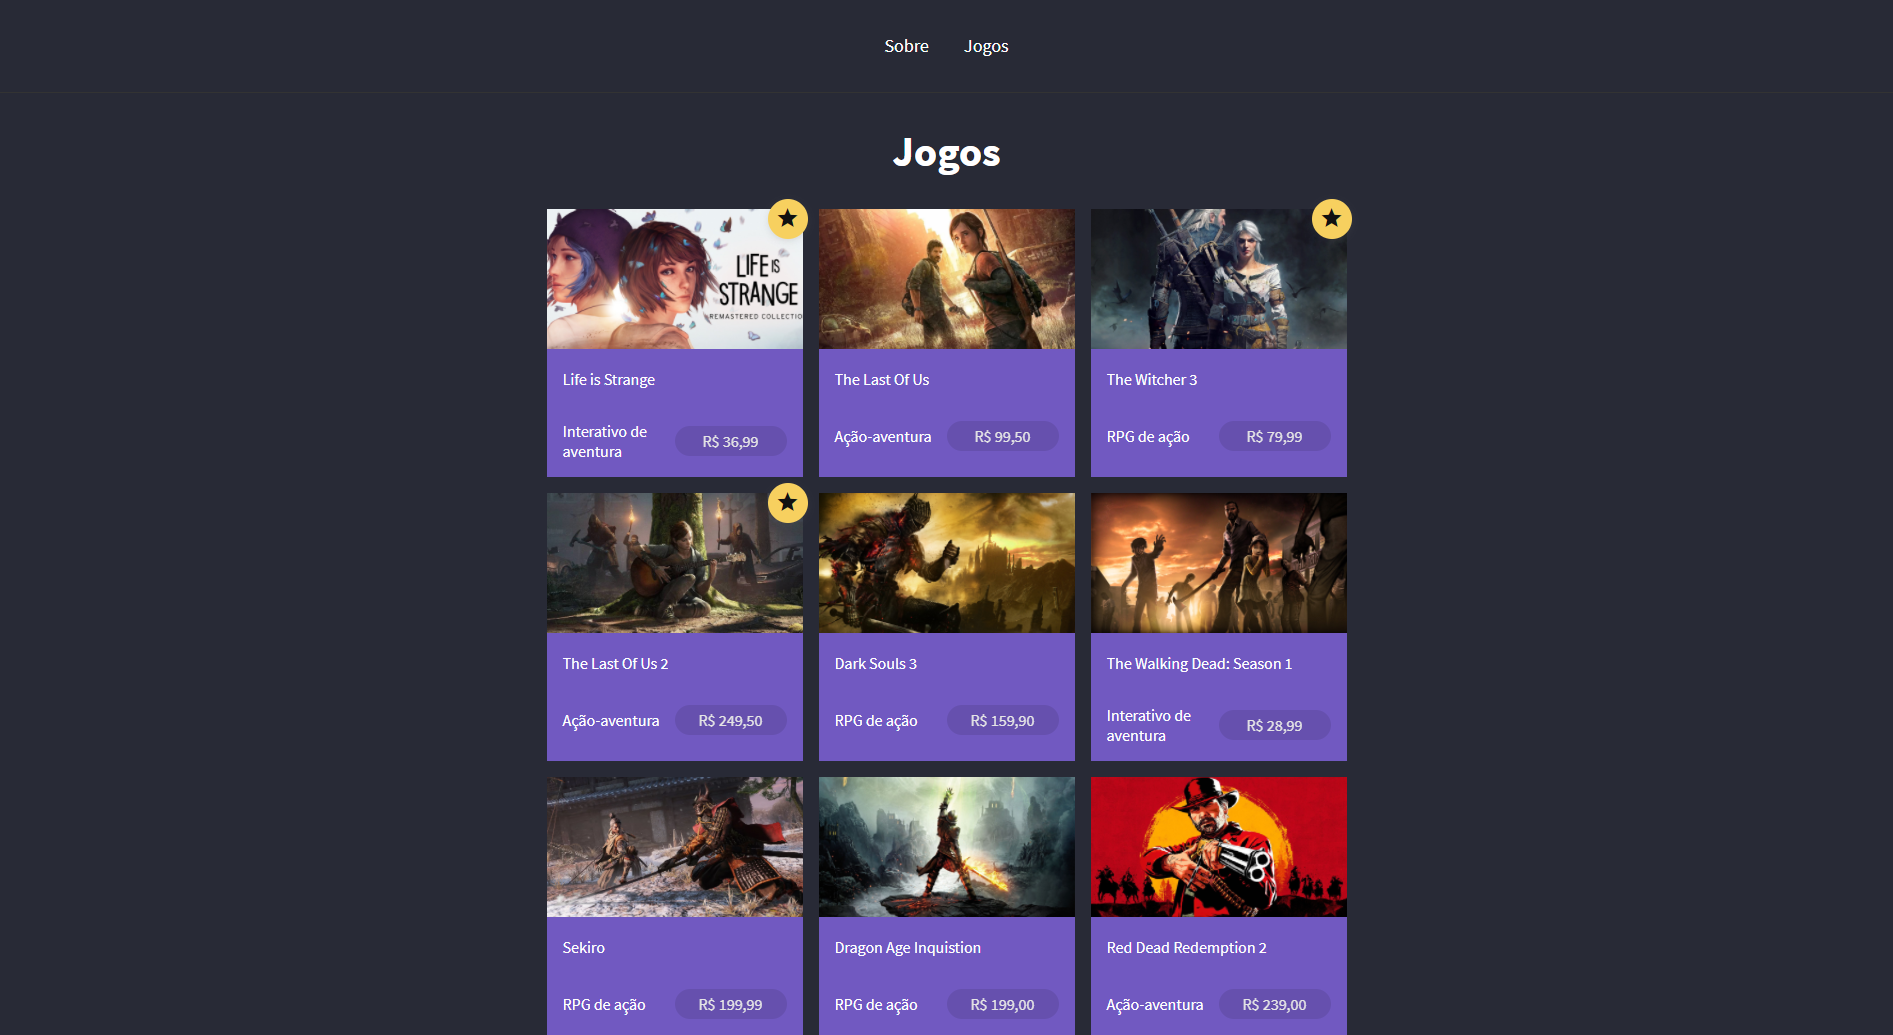 Sobre Jogos
Jogos
LIFE IS
STRANGE
REMASTERED COLLECTIO
Life is Strange
Interativo de
aventura
R$ 36,99
The Last Of Us
Ação-aventura
R$ 99,50
The Witcher 3
RPG de ação
R$ 79,99
The Last Of Us 2
Ação-aventura
R$ 249,50
Dark Souls 3
RPG de ação
R$ 159,90
The Walking Dead: Season 1
Interativo de
aventura
R$ 28,99
Sekiro
RPG de ação
R$ 199,99
Dragon Age Inquistion
RPG de ação
R$ 199,00
Red Dead Redemption 2
Ação-aventura
R$ 239,00